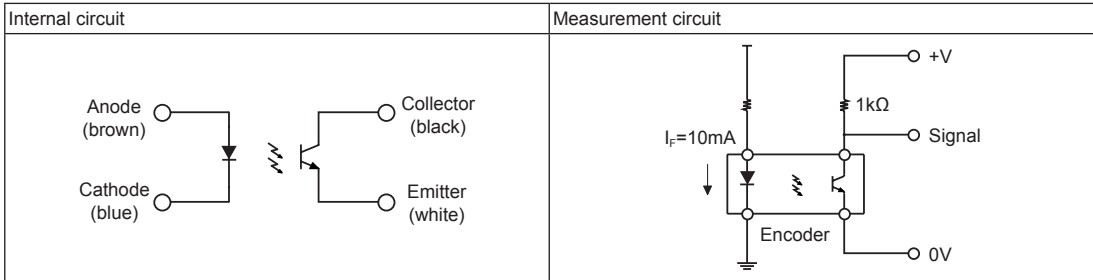 Internal circuit
Measurement circuit
Anode
(brown)
Cathode
(blue)
Collector
(black)
Emitter
(white)
+V
1kΩ
Signal
I_F=10mA
Encoder
0V